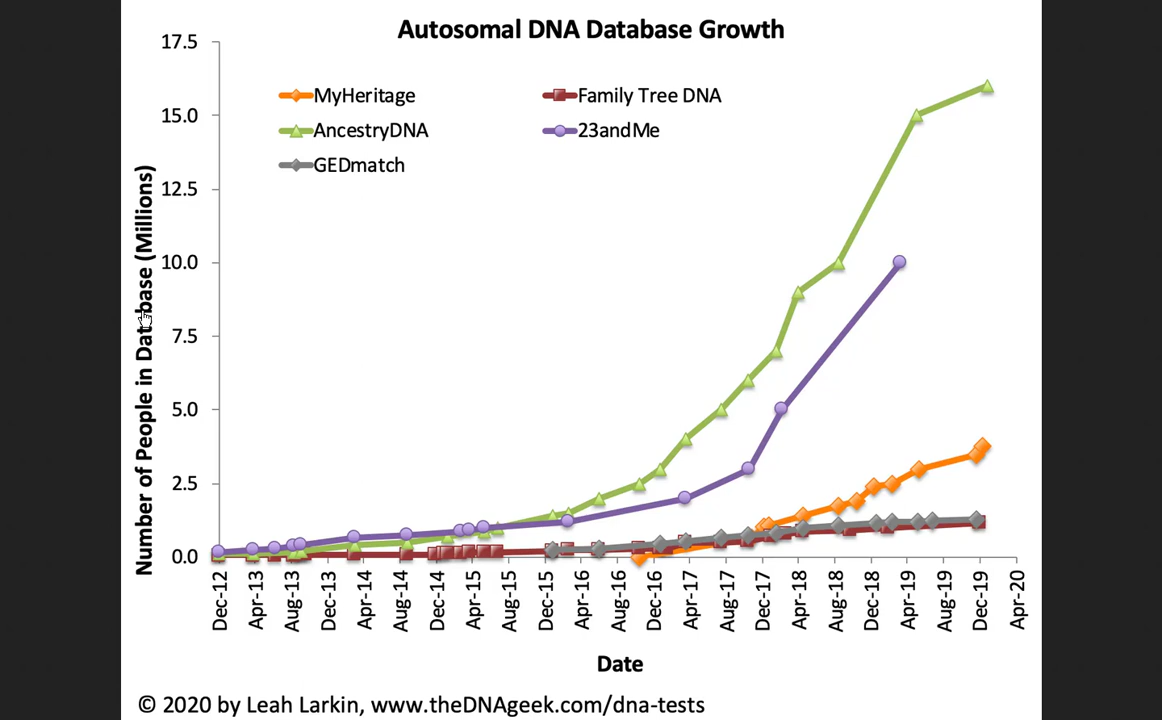 Autosomal DNA Database Growth
17.5
15.0
12.5
10.0
7.5
5.0
2.5
0.0
Number of People in Database (Millions)
MyHeritage
Family Tree DNA
AncestryDNA
23andMe
GEDmatch
Dec-12
Apr-13
Aug-13
Dec-13
Apr-14
Aug-14
Dec-14
Apr-15
Aug-15
Dec-15
Apr-16
Aug-16
Dec-16
Apr-17
Aug-17
Dec-17
Apr-18
Aug-18
Dec-18
Apr-19
Aug-19
Dec-19
Apr-20
Date
© 2020 by Leah Larkin, www.theDNAgeek.com/dna-tests